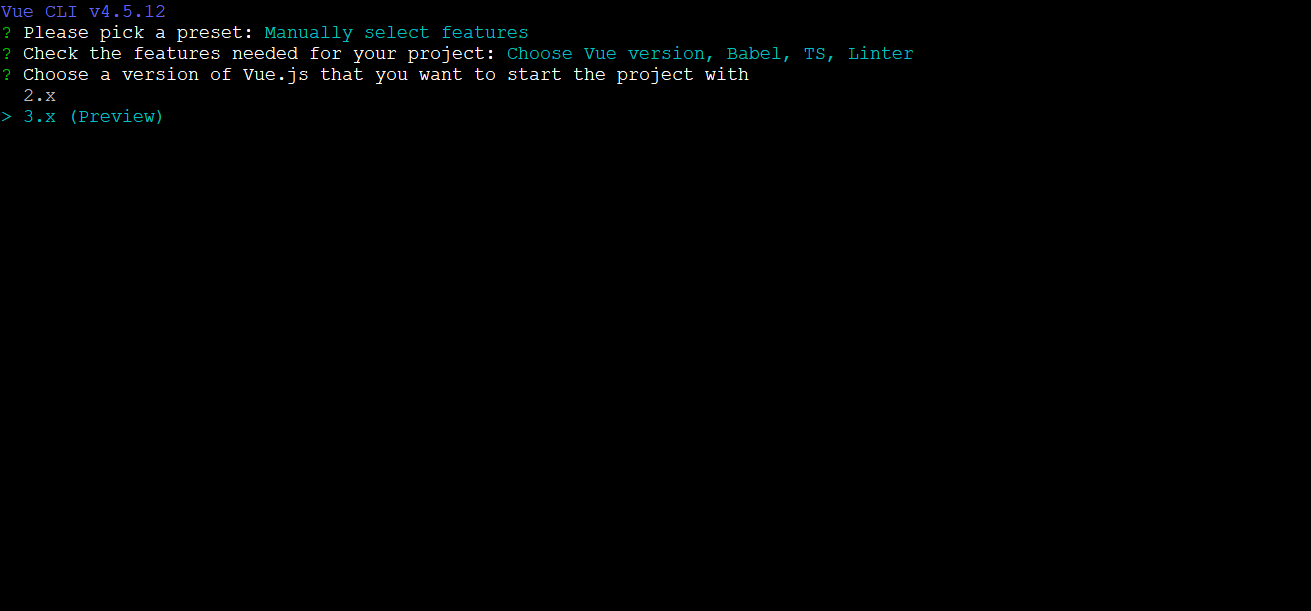 Vue CLI v4.5.12
? Please pick a preset: Manually select features
? Check the features needed for your project: Choose Vue version, Babel, TS, Linter
? Choose a version of Vue.js that you want to start the project with
  2.x
> 3.x (Preview)